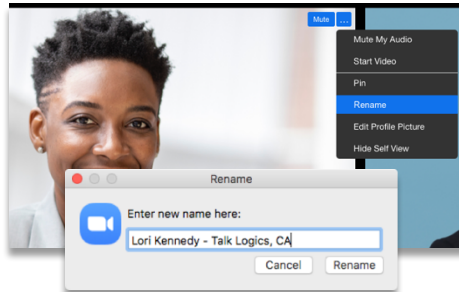 Mute ...
Mute My Audio
Start Video
Pin
Rename
Edit Profile Picture
Hide Self View
Rename
Enter new name here:
Lori Kennedy - Talk Logics, CA
Cancel Rename